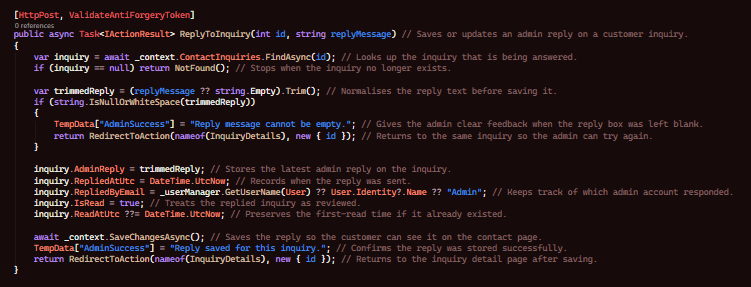 [HttpPost, ValidateAntiForgeryToken]
0 references
public async Task<IActionResult> ReplyToInquiry(int id, string replyMessage) // Saves or updates an admin reply on a customer inquiry.
{
var inquiry = await _context.ContactInquiries.FindAsync(id); // Looks up the inquiry that is being answered.
if (inquiry == null) return NotFound(); // Stops when the inquiry no longer exists.
var trimmedReply = (replyMessage ?? string.Empty).Trim(); // Normalises the reply text before saving it.
if (string.IsNullOrWhiteSpace(trimmedReply))
{
TempData["AdminSuccess"] = "Reply message cannot be empty."; // Gives the admin clear feedback when the reply box was left blank.
return RedirectToAction(nameof(InquiryDetails), new { id }); // Returns to the same inquiry so the admin can try again.
}
inquiry.AdminReply = trimmedReply; // Stores the latest admin reply on the inquiry.
inquiry.RepliedAtUtc = DateTime.UtcNow; // Records when the reply was sent.
inquiry.RepliedByEmail = _userManager.GetUserName(User) ?? User.Identity?.Name ?? "Admin"; // Keeps track of which admin account responded.
inquiry.IsRead = true; // Treats the replied inquiry as reviewed.
inquiry.ReadAtUtc ??= DateTime.UtcNow; // Preserves the first-read time if it already existed.
await _context.SaveChangesAsync(); // Saves the reply so the customer can see it on the contact page.
TempData["AdminSuccess"] = "Reply saved for this inquiry."; // Confirms the reply was stored successfully.
return RedirectToAction(nameof(InquiryDetails), new { id }); // Returns to the inquiry detail page after saving.
}